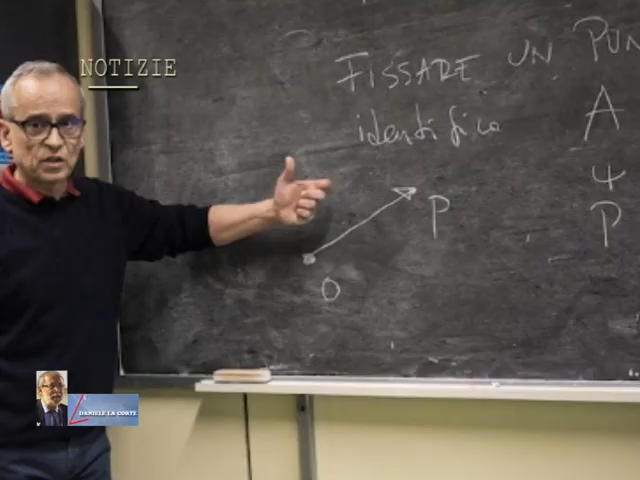 NOTIZIE
FISSARE UN PUN
identifica
A
ψ
P
P
O
DANIELE LA CORTE